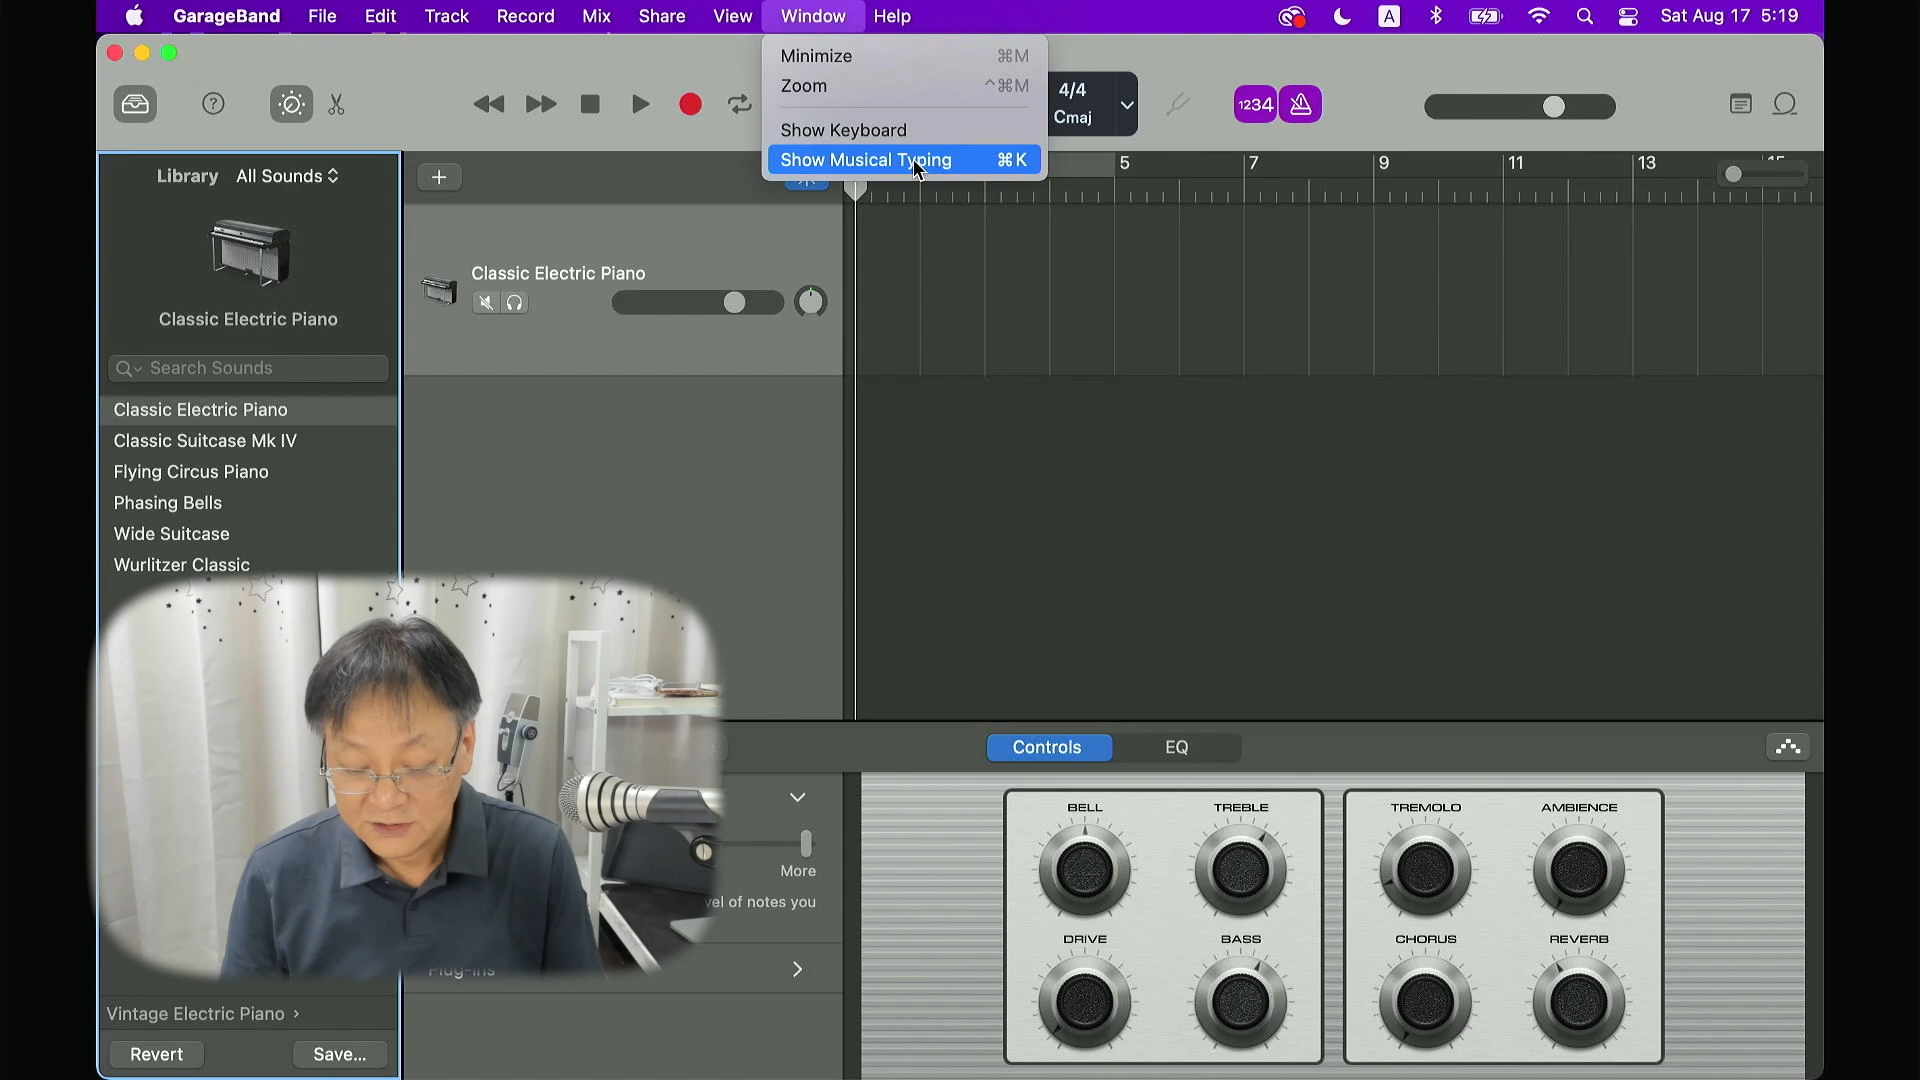 GarageBand File Edit Track Record Mix Share View Window Help A Sat Aug 17 5:19
Minimize ⌘M
Zoom ^⌘M
Show Keyboard
Show Musical Typing ⌘K
4/4
Cmaj
1234
Library All Sounds
5 7 9 11 13 15
Classic Electric Piano
Search Sounds
Classic Electric Piano
Classic Suitcase Mk IV
Flying Circus Piano
Phasing Bells
Wide Suitcase
Wurlitzer Classic
Classic Electric Piano
Controls EQ
More
vel of notes you
Plug-ins
BELL TREBLE TREMOLO AMBIENCE
DRIVE BASS CHORUS REVERB
Vintage Electric Piano ›
Revert Save...